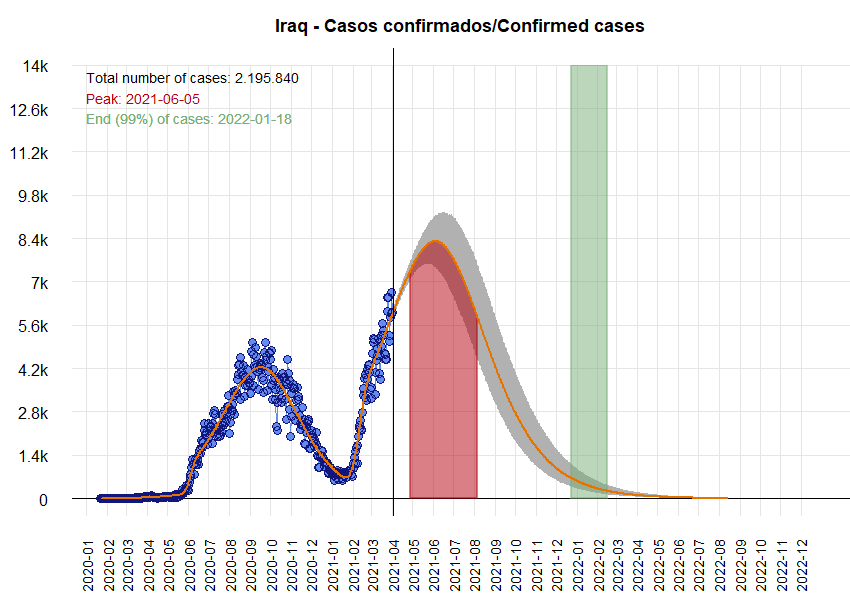 Iraq - Casos confirmados/Confirmed cases
14k
Total number of cases: 2.195.840
Peak: 2021-06-05
End (99%) of cases: 2022-01-18
12.6k
11.2k
9.8k
8.4k
7k
5.6k
4.2k
2.8k
1.4k
0
2020-01
2020-02
2020-03
2020-04
2020-05
2020-06
2020-07
2020-08
2020-09
2020-10
2020-11
2020-12
2021-01
2021-02
2021-03
2021-04
2021-05
2021-06
2021-07
2021-08
2021-09
2021-10
2021-11
2021-12
2022-01
2022-02
2022-03
2022-04
2022-05
2022-06
2022-07
2022-08
2022-09
2022-10
2022-11
2022-12